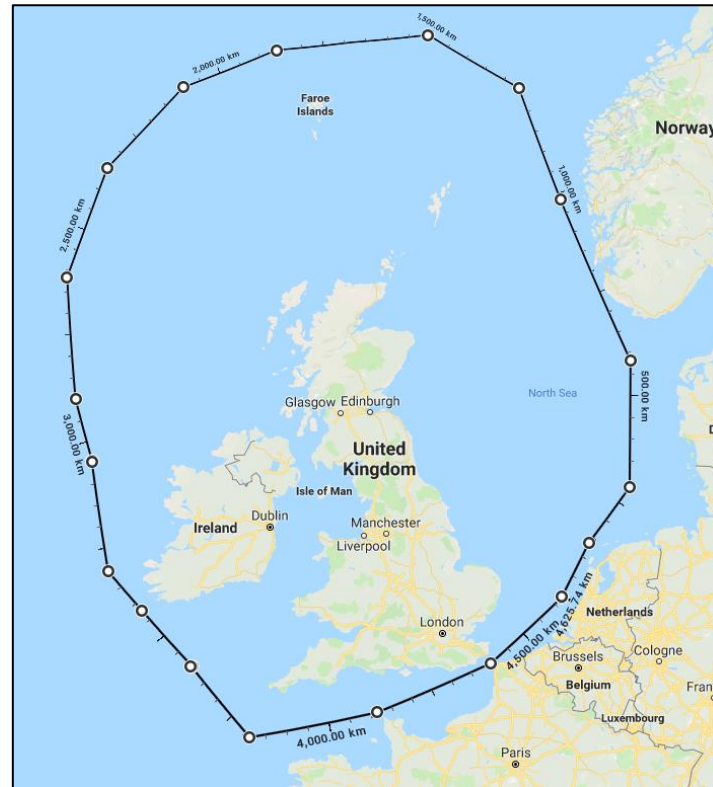 1,500.00 km
2,000.00 km
Faroe
Islands
Norway
1,000.00 km
2,500.00 km
North Sea
500.00 km
Glasgow
Edinburgh
3,000.00 km
United
Kingdom
Isle of Man
Ireland
Dublin
Manchester
Liverpool
London
4,625.74 km
4,500.00 km
Netherlands
Brussels
Cologne
Belgium
Fran
Luxembourg
4,000.00 km
Paris